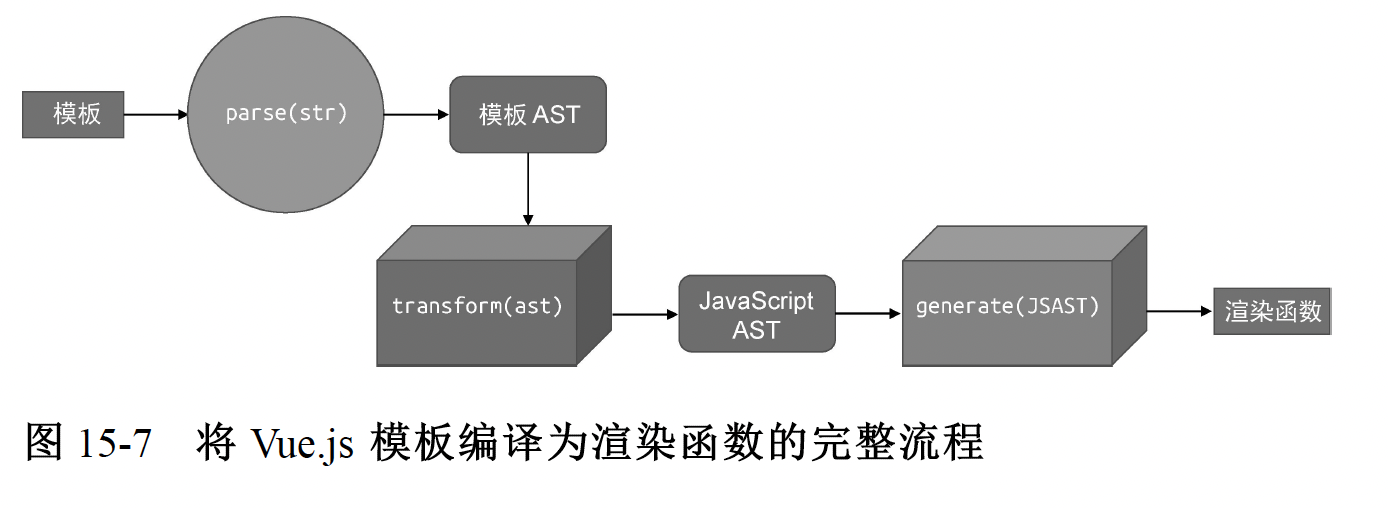 模板
parse(str)
模板 AST
transform(ast)
JavaScript
AST
generate(JSAST)
渲染函数
图 15-7 将 Vue.js 模板编译为渲染函数的完整流程